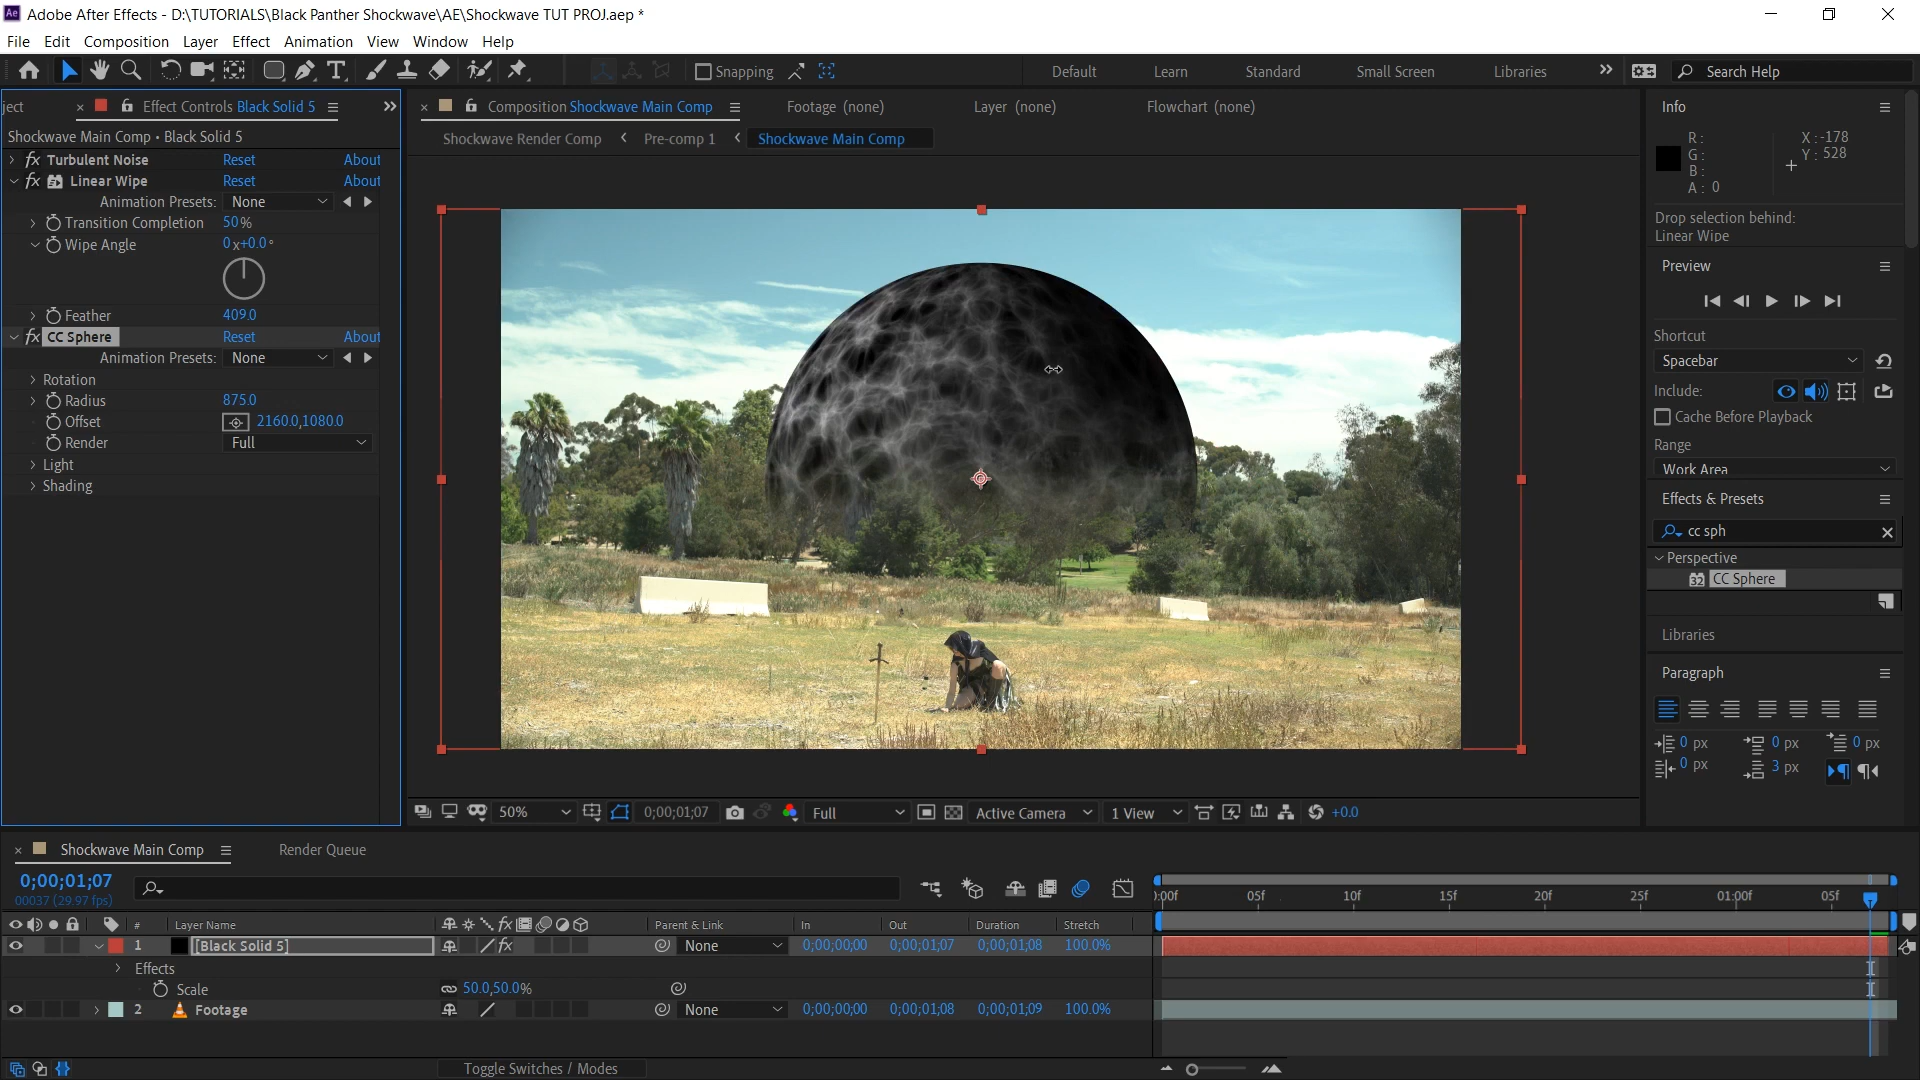 Adobe After Effects - D:\TUTORIALS\Black Panther Shockwave\AE\Shockwave TUT PROJ.aep *
File Edit Composition Layer Effect Animation View Window Help
Snapping
Default Learn Standard Small Screen Libraries
Search Help
ject
Effect Controls Black Solid 5
Shockwave Main Comp • Black Solid 5
fx Turbulent Noise Reset About
fx Linear Wipe Reset About
Animation Presets: None
Transition Completion 50%
Wipe Angle 0x+0.0°
Feather 409.0
fx CC Sphere Reset About
Animation Presets: None
Rotation
Radius 875.0
Offset 2160.0,1080.0
Render Full
Light
Shading
Composition Shockwave Main Comp
Footage (none)
Layer (none)
Flowchart (none)
Shockwave Render Comp Pre-comp 1 Shockwave Main Comp
50% 0;00;01;07 Full Active Camera 1 View +0.0
Info
R:
G:
B:
A: 0
X:-178
Y: 528
Drop selection behind:
Linear Wipe
Preview
Shortcut
Spacebar
Include:
Cache Before Playback
Range
Work Area
Effects & Presets
cc sph
Perspective
32 CC Sphere
Libraries
Paragraph
0 px 0 px 0 px
0 px 3 px
Shockwave Main Comp
Render Queue
0;00;01;07
00037 (29.97 fps)
:00f 05f 10f 15f 20f 25f 01:00f 05f
# Layer Name fx Parent & Link In Out Duration Stretch
1 [Black Solid 5] fx None 0;00;00;00 0;00;01;07 0;00;01;08 100.0%
Effects
Scale 50.0,50.0%
2 Footage None 0;00;00;00 0;00;01;08 0;00;01;09 100.0%
Toggle Switches / Modes